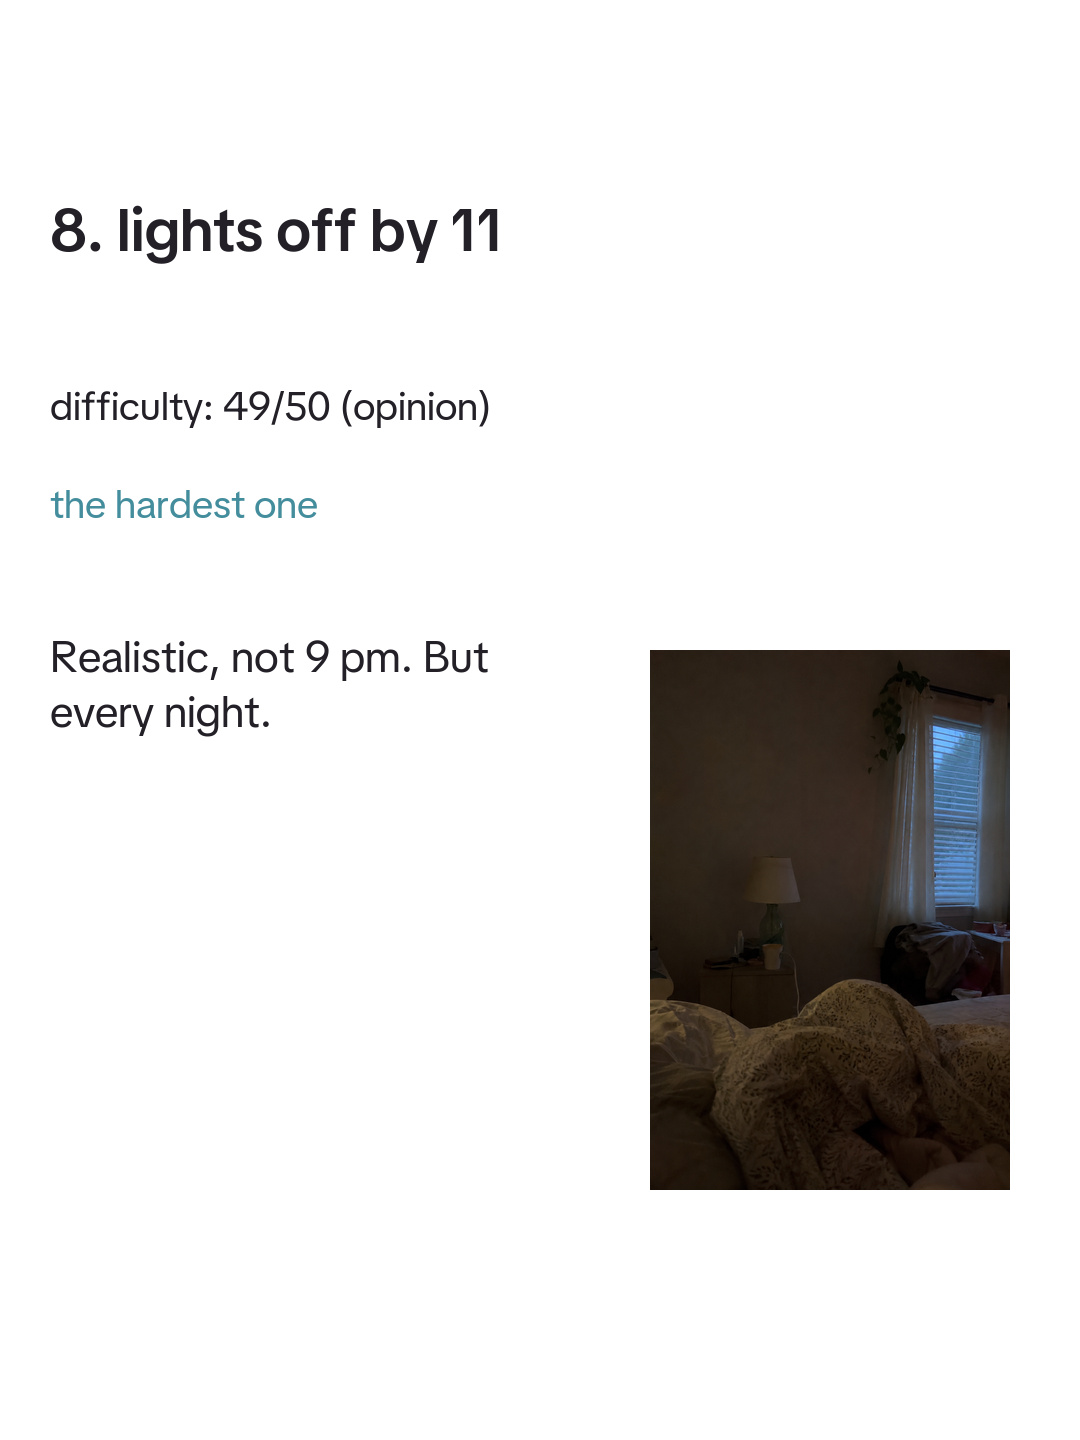 8. lights off by 11
difficulty: 49/50 (opinion)
the hardest one
Realistic, not 9 pm. But
every night.